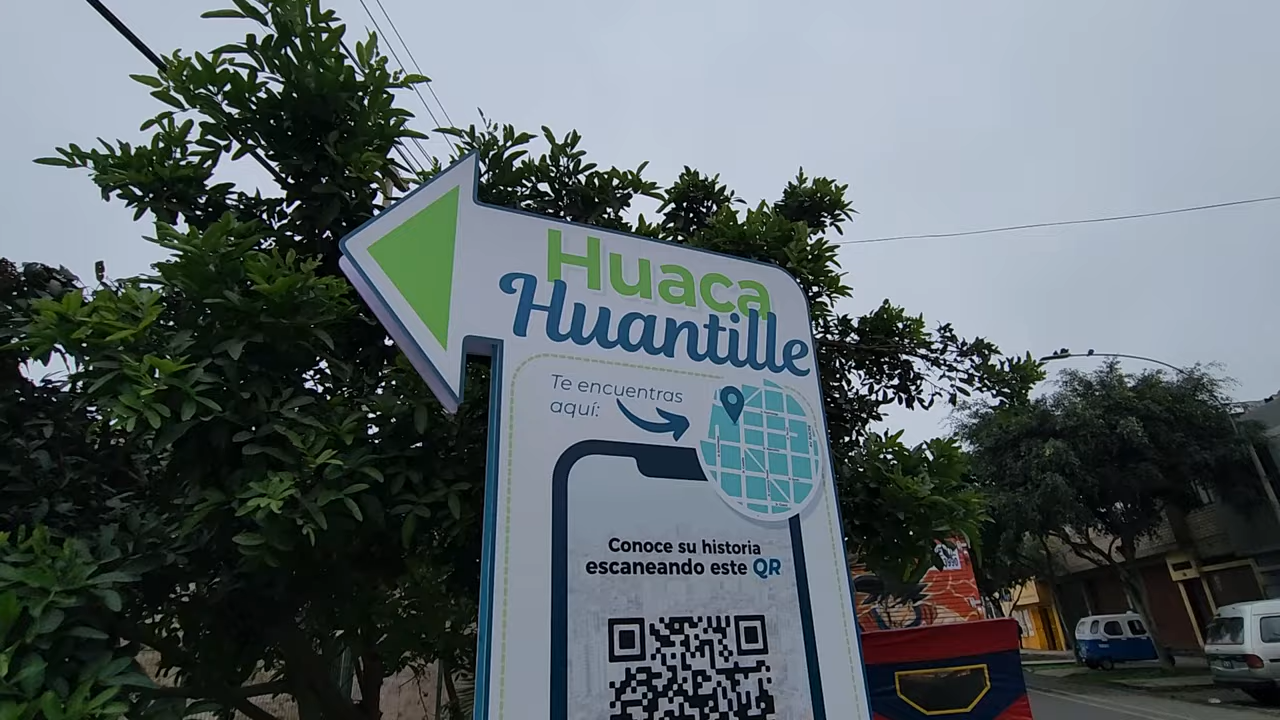 Huaca
Huantille
Te encuentras
aquí:
Conoce su historia
escaneando este QR